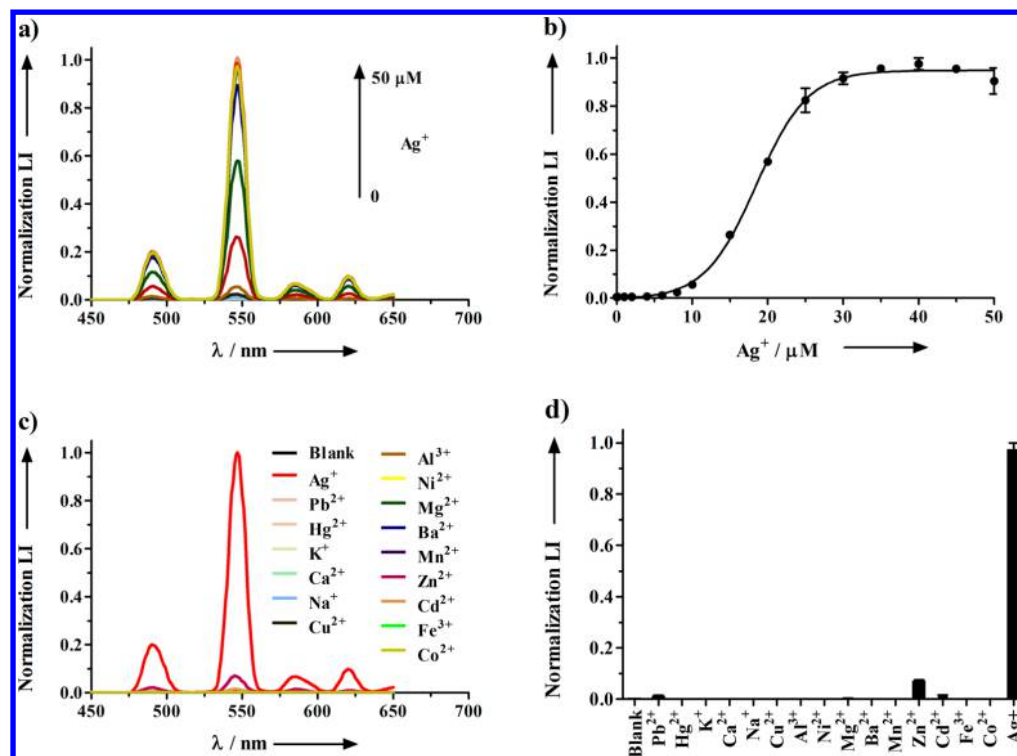 a)
Normalization LI
1.0
0.8
0.6
0.4
0.2
0.0
50 μM
Ag⁺
0
450 500 550 600 650 700
λ / nm
b)
Normalization LI
1.0
0.8
0.6
0.4
0.2
0.0
0 10 20 30 40 50
Ag⁺ / μM
c)
Normalization LI
1.0
0.8
0.6
0.4
0.2
0.0
Blank
Ag⁺
Pb²⁺
Hg²⁺
K⁺
Ca²⁺
Na⁺
Cu²⁺
Al³⁺
Ni²⁺
Mg²⁺
Ba²⁺
Mn²⁺
Zn²⁺
Cd²⁺
Fe³⁺
Co²⁺
450 500 550 600 650 700
λ / nm
d)
Normalization LI
1.0
0.8
0.6
0.4
0.2
0.0
Blank
Pb²⁺
Hg²⁺
K⁺
Ca²⁺
Na⁺
Cu²⁺
Al³⁺
Ni²⁺
Mg²⁺
Ba²⁺
Mn²⁺
Zn²⁺
Cd²⁺
Fe³⁺
Co²⁺
Ag⁺